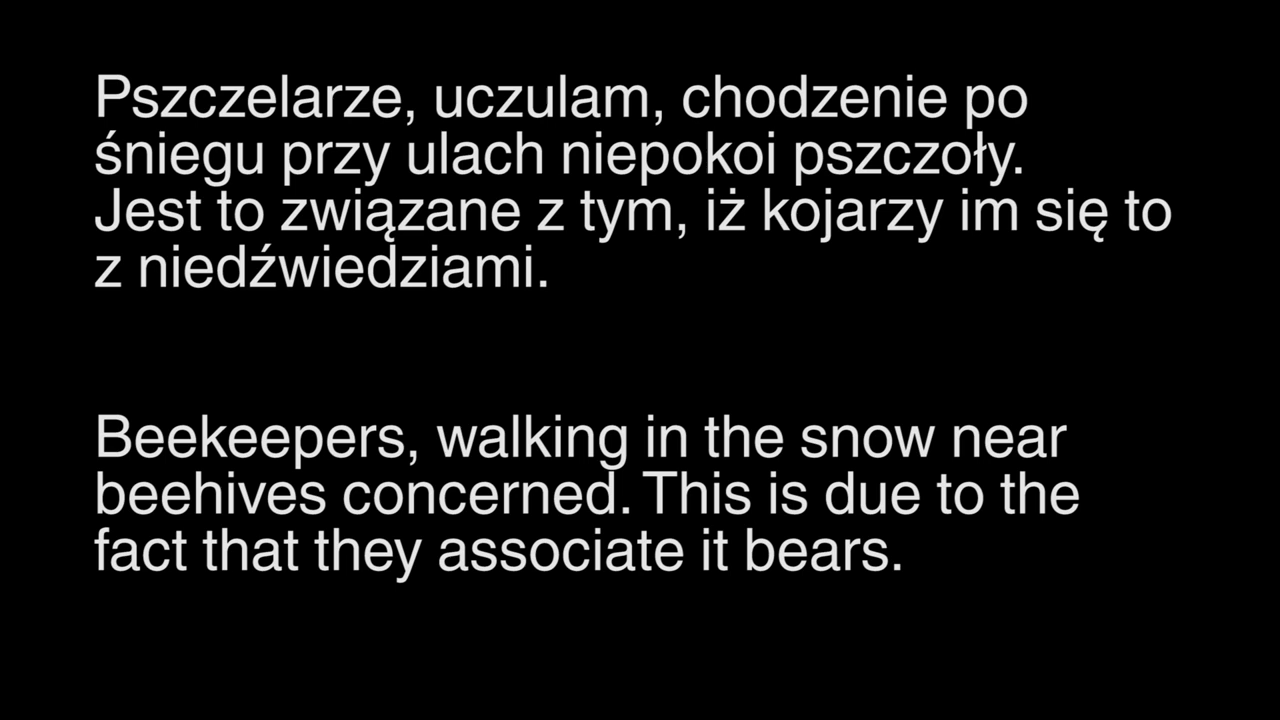 Pszczelarze, uczulam, chodzenie po
śniegu przy ulach niepokoi pszczoły.
Jest to związane z tym, iż kojarzy im się to
z niedźwiedziami.
Beekeepers, walking in the snow near
beehives concerned. This is due to the
fact that they associate it bears.